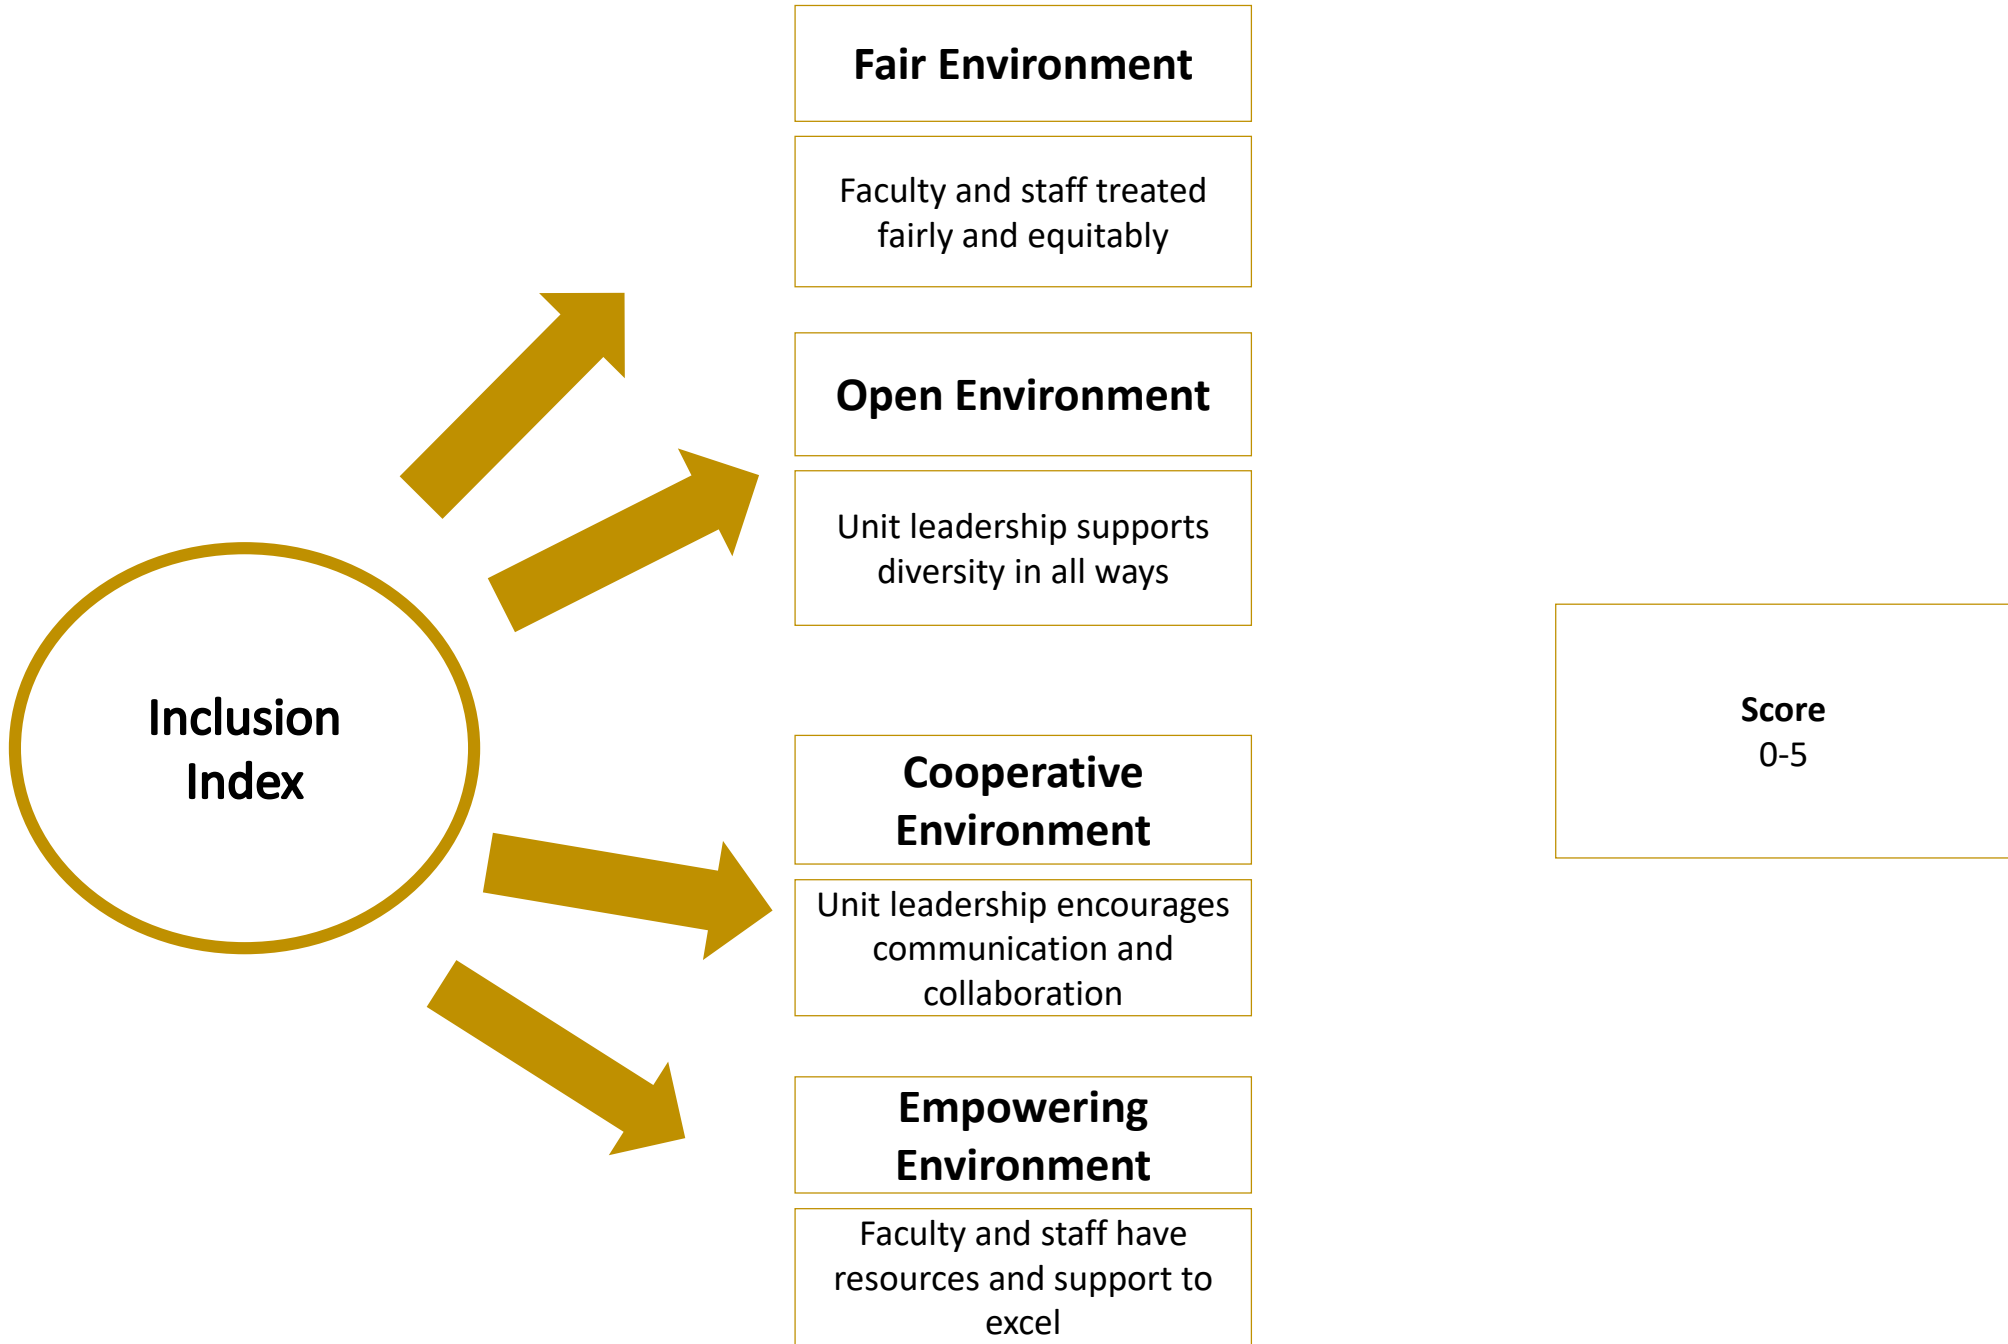 Fair Environment
Faculty and staff treated
fairly and equitably
Open Environment
Unit leadership supports
diversity in all ways
Inclusion
Index
Cooperative
Environment
Unit leadership encourages
communication and
collaboration
Empowering
Environment
Faculty and staff have
resources and support to
excel
Score
0-5